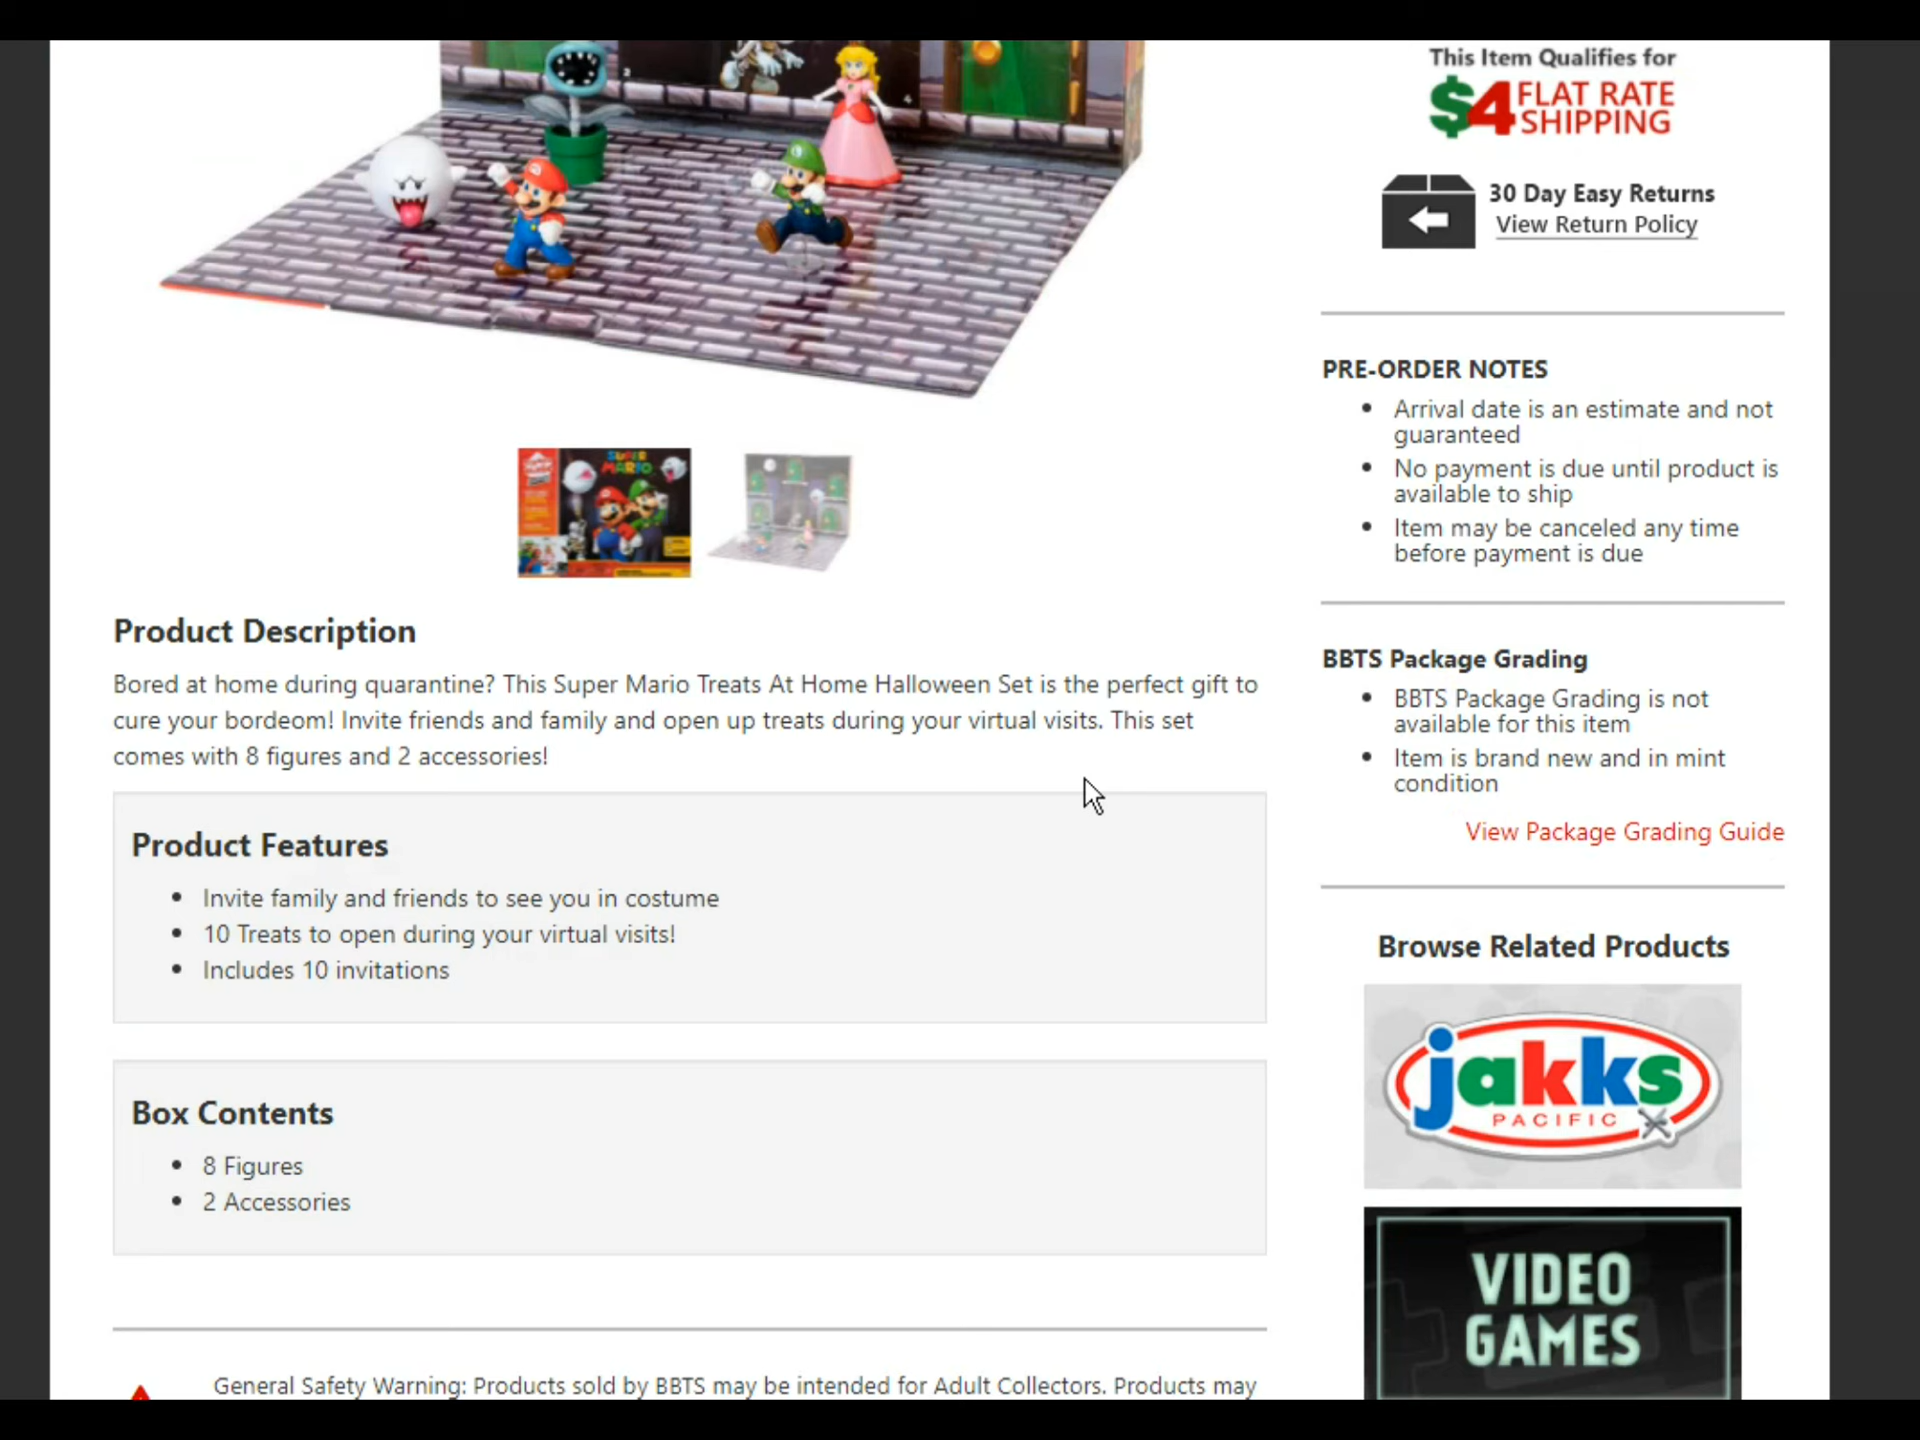 This Item Qualifies for
$4 FLAT RATE
SHIPPING
30 Day Easy Returns
View Return Policy
PRE-ORDER NOTES
• Arrival date is an estimate and not
guaranteed
• No payment is due until product is
available to ship
• Item may be canceled any time
before payment is due
BBTS Package Grading
• BBTS Package Grading is not
available for this item
• Item is brand new and in mint
condition
View Package Grading Guide
Browse Related Products
jakks
PACIFIC
VIDEO
GAMES
SUPER
MARIO
Product Description
Bored at home during quarantine? This Super Mario Treats At Home Halloween Set is the perfect gift to
cure your bordeom! Invite friends and family and open up treats during your virtual visits. This set
comes with 8 figures and 2 accessories!
Product Features
• Invite family and friends to see you in costume
• 10 Treats to open during your virtual visits!
• Includes 10 invitations
Box Contents
• 8 Figures
• 2 Accessories
General Safety Warning: Products sold by BBTS may be intended for Adult Collectors. Products may